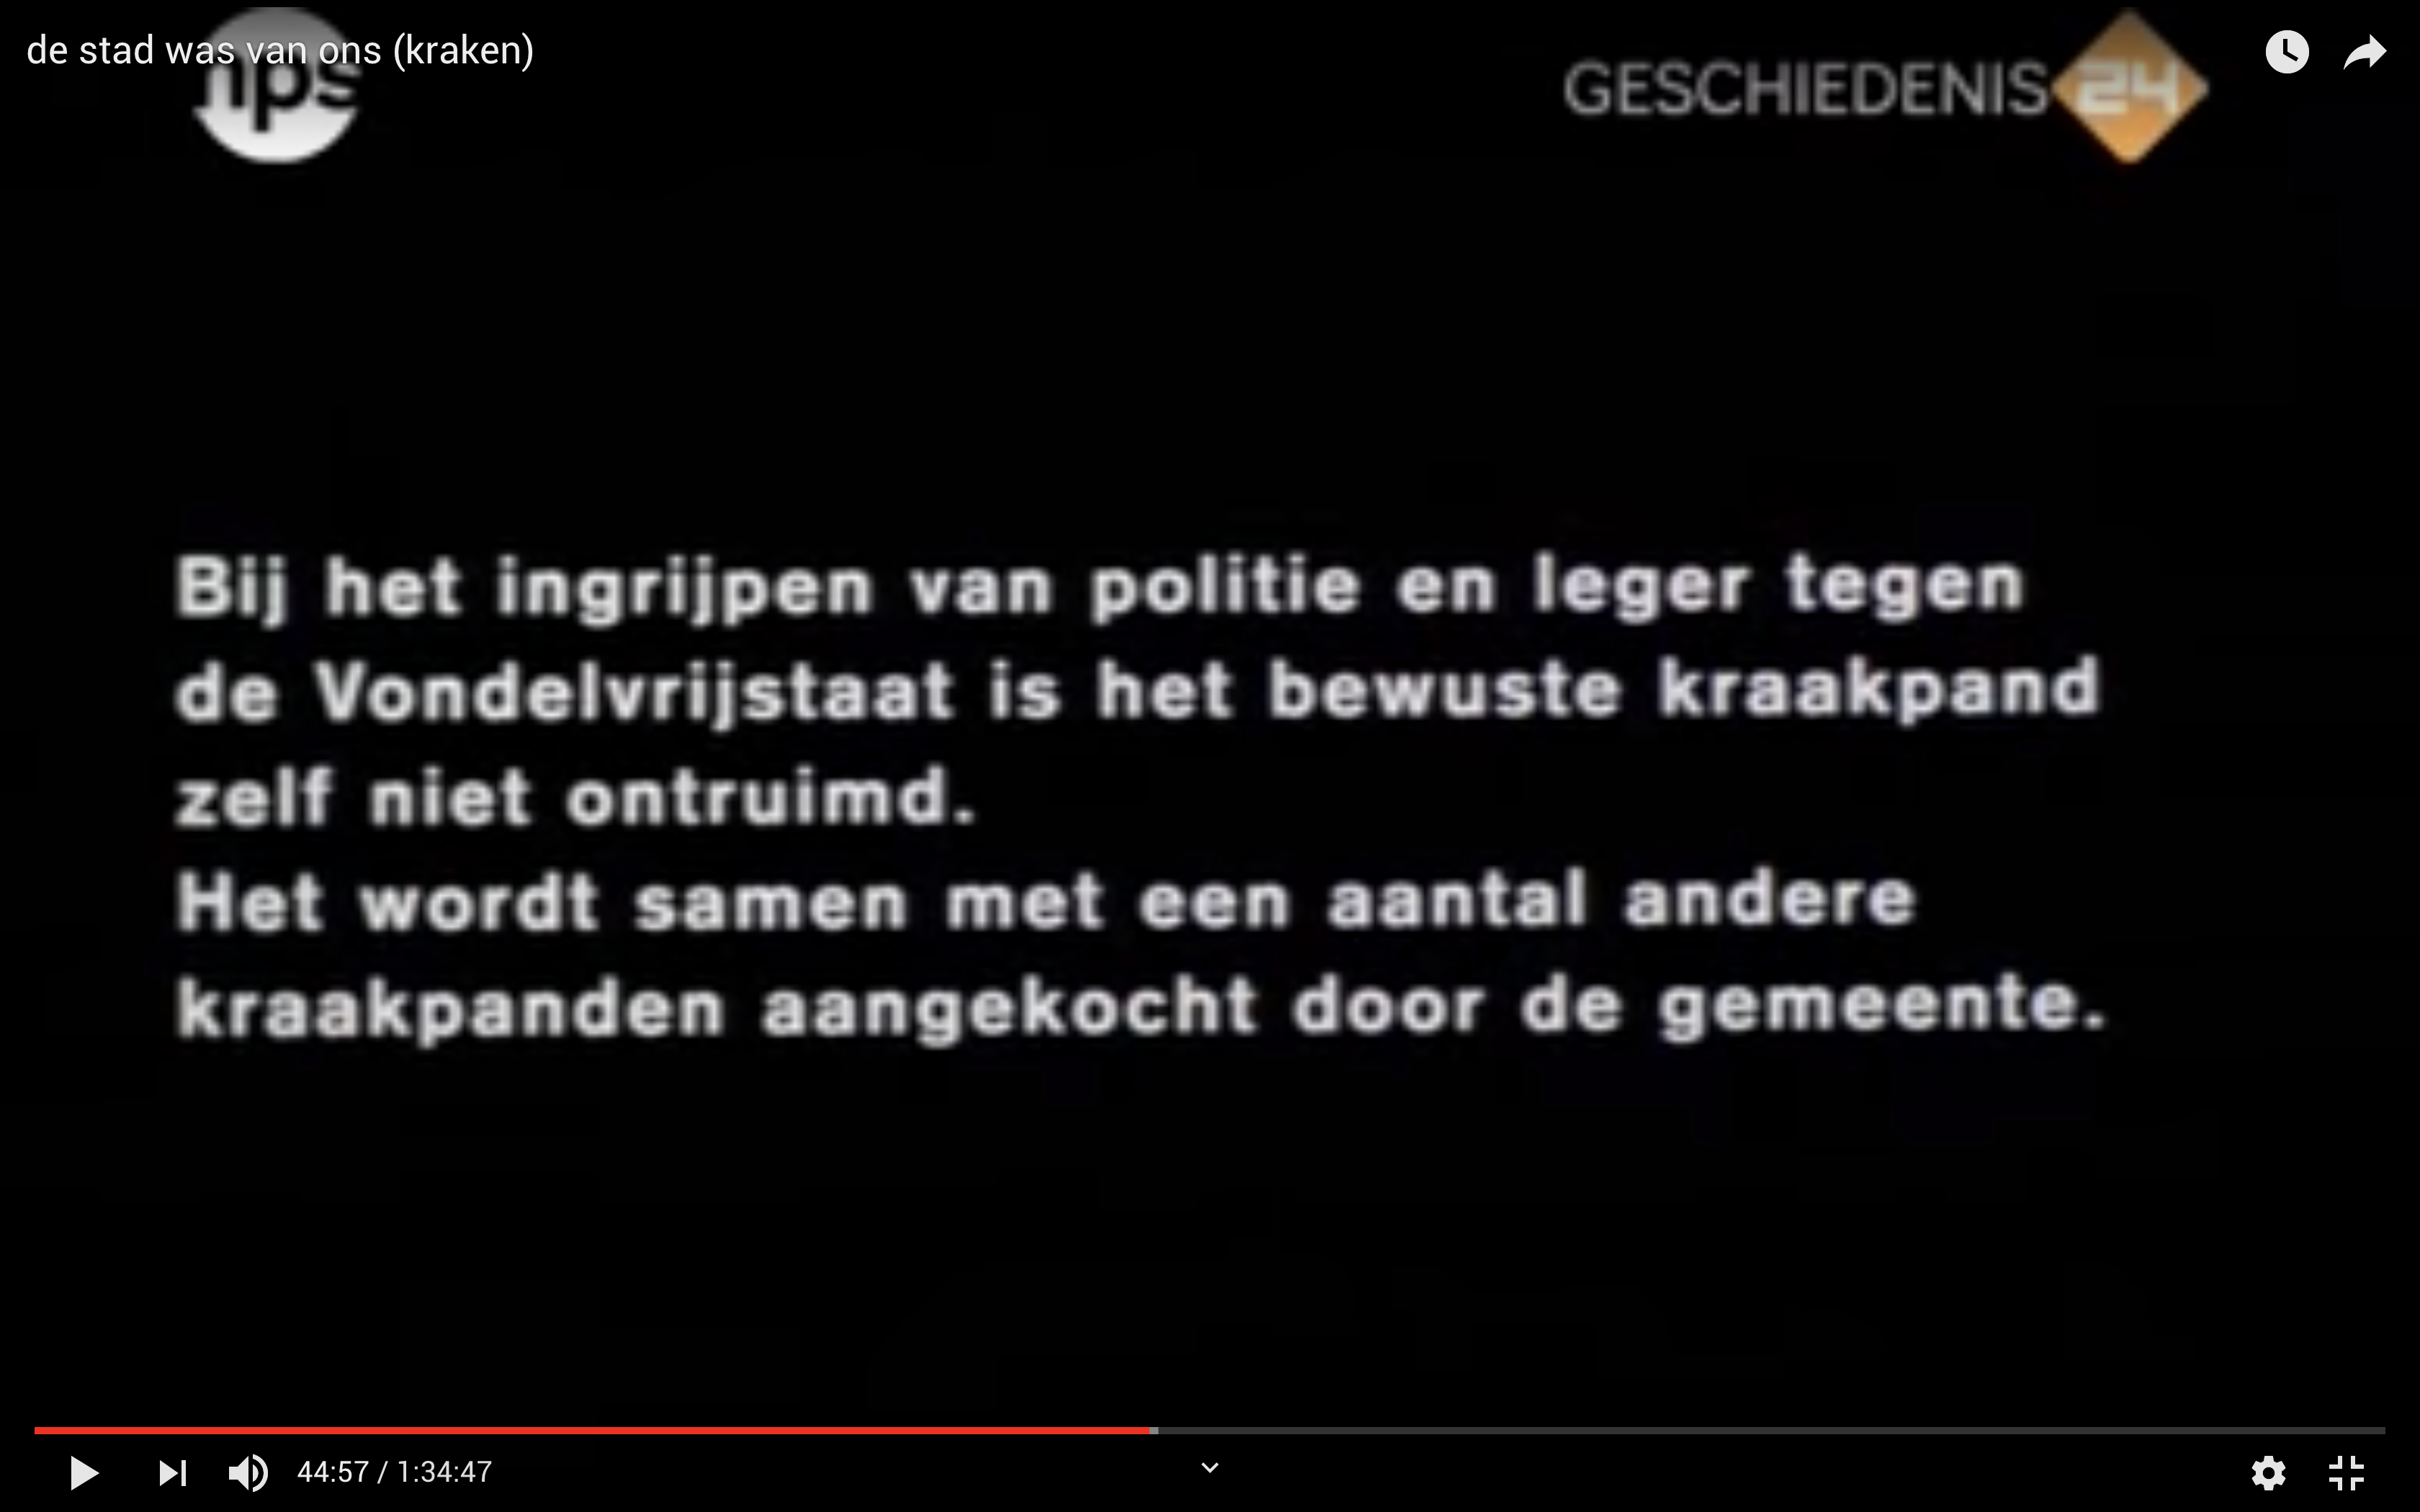 de stad was van ons (kraken)
nps
GESCHIEDENIS 24
Bij het ingrijpen van politie en leger tegen
de Vondelvrijstaat is het bewuste kraakpand
zelf niet ontruimd.
Het wordt samen met een aantal andere
kraakpanden aangekocht door de gemeente.
44:57 / 1:34:47